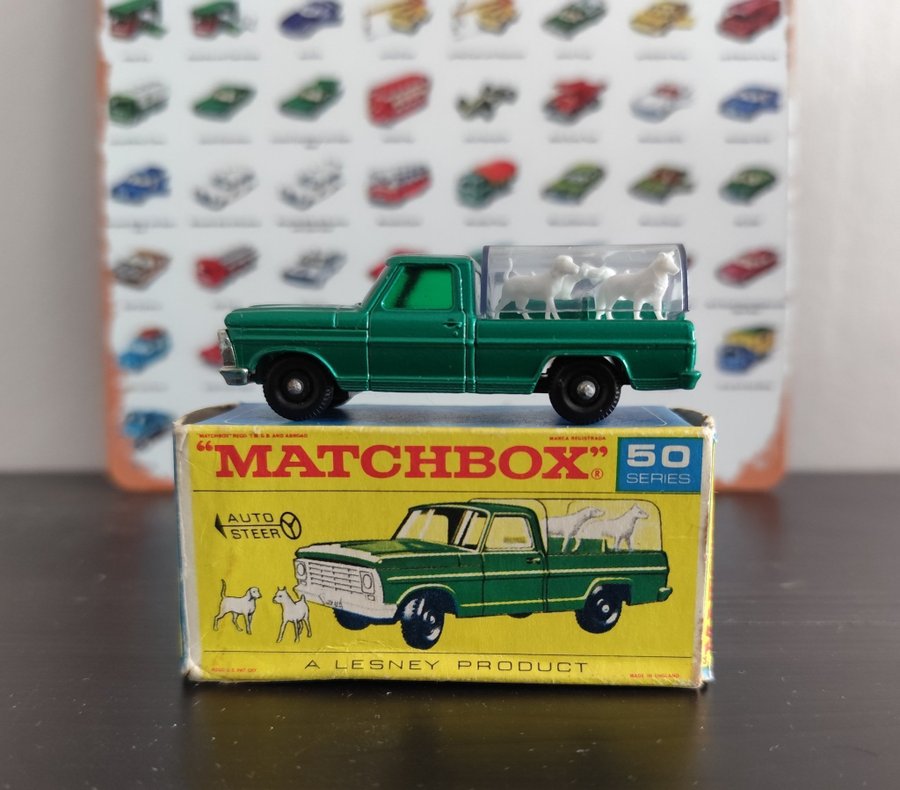 "MATCHBOX" REGD. T.M. G.B. AND ABROAD
MARCA REGISTRADA
"MATCHBOX"®
50
SERIES
AUTO
STEER
A LESNEY PRODUCT
MADE IN ENGLAND